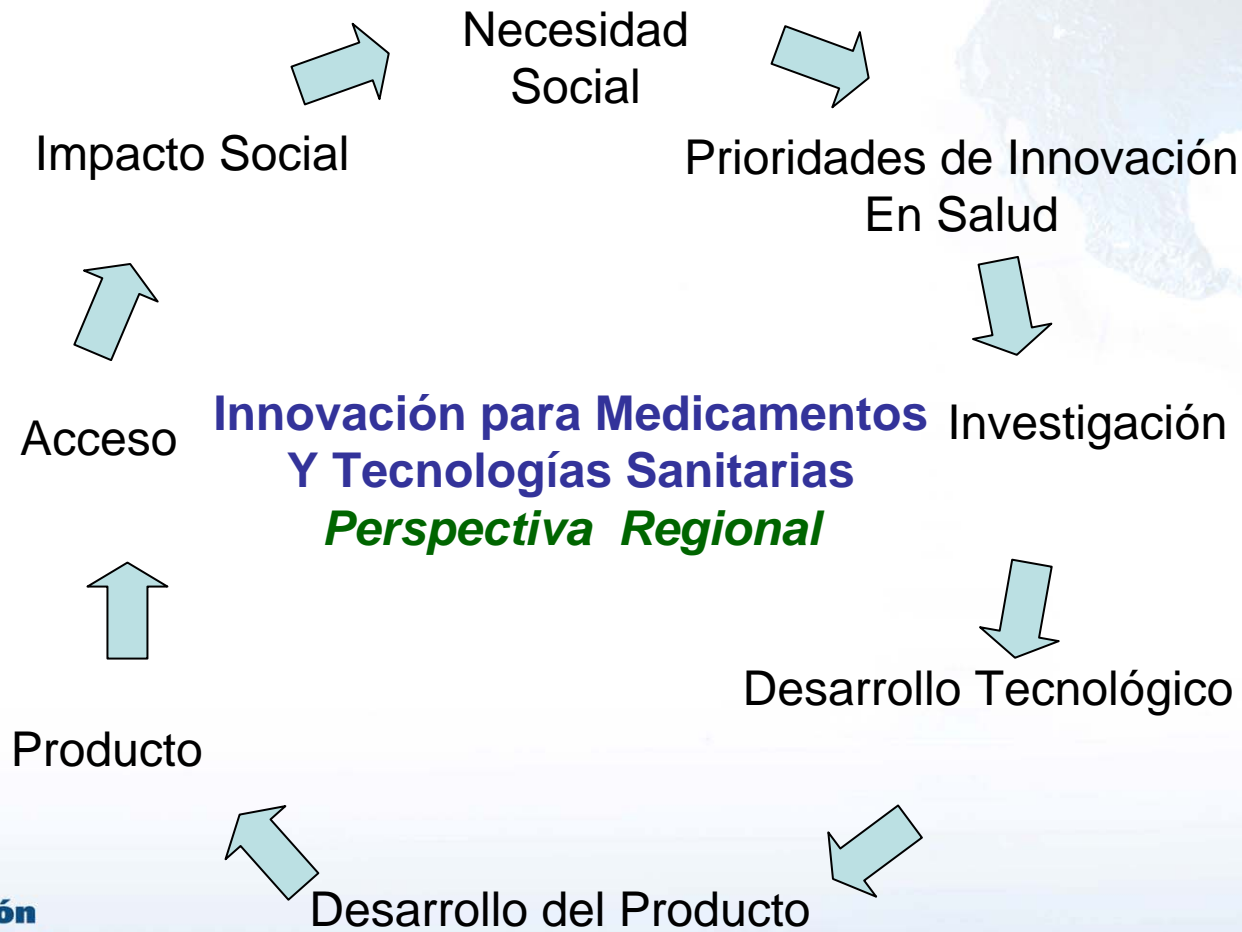 Necesidad
Social
Prioridades de Innovación
En Salud
Investigación
Desarrollo Tecnológico
Desarrollo del Producto
Producto
Acceso
Impacto Social
Innovación para Medicamentos
Y Tecnologías Sanitarias
Perspectiva Regional
ón